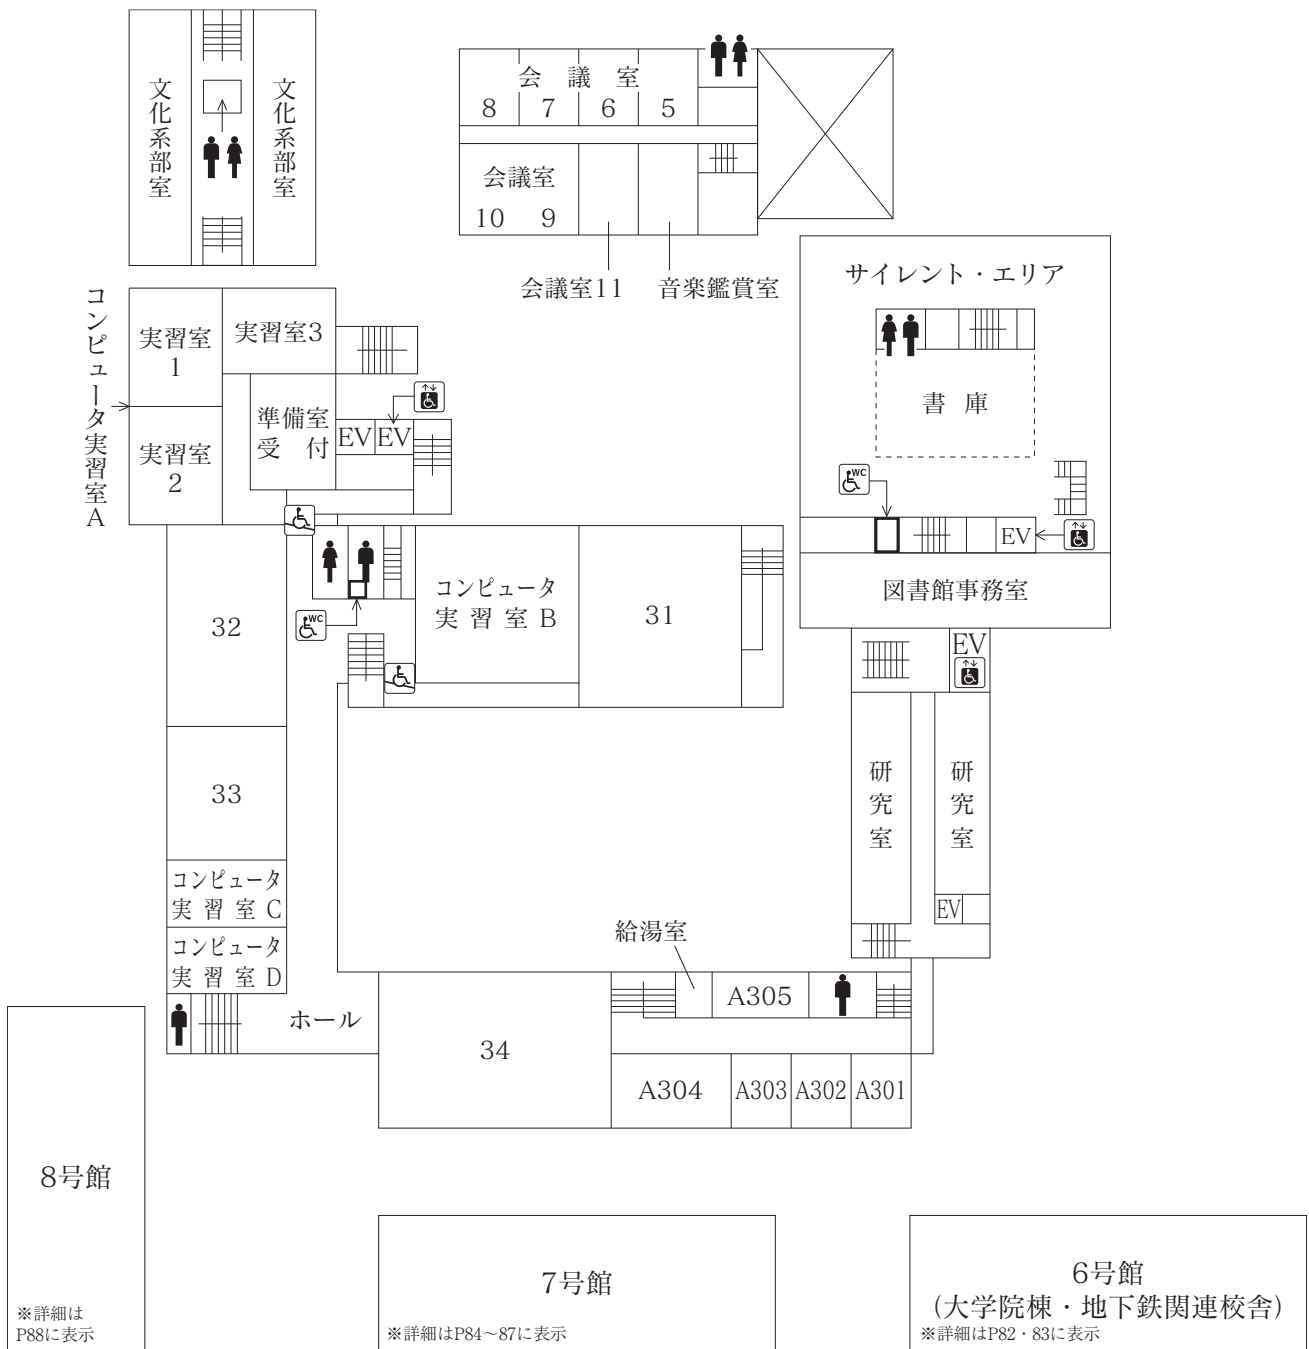 文化系部室
文化系部室
会議室
8 7 6 5
会議室
10 9
会議室11
音楽鑑賞室
サイレント・エリア
書庫
WC
EV
図書館事務室
コンピュータ実習室A
実習室
1
実習室3
準備室
受付
EV EV
実習室
2
32
WC
コンピュータ
実習室B
31
EV
研究室
研究室
EV
33
コンピュータ
実習室C
コンピュータ
実習室D
ホール
給湯室
A305
34
A304
A303
A302
A301
8号館
※詳細は
P88に表示
7号館
※詳細はP84〜87に表示
6号館
(大学院棟・地下鉄関連校舎)
※詳細はP82・83に表示